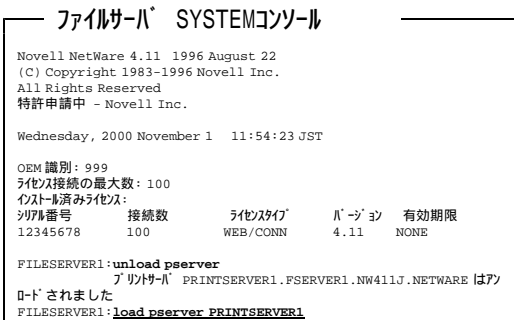 ファイルサーバ SYSTEMコンソール
Novell NetWare 4.11 1996 August 22
(C) Copyright 1983-1996 Novell Inc.
All Rights Reserved
特許申請中 - Novell Inc.
Wednesday, 2000 November 1 11:54:23 JST
OEM 識別: 999
ライセンス接続の最大数: 100
インストール済みライセンス:
シリアル番号 接続数 ライセンスタイプ バージョン 有効期限
12345678 100 WEB/CONN 4.11 NONE
FILESERVER1:unload pserver
プリントサーバ PRINTSERVER1.FSERVER1.NW411J.NETWARE はアン
ロードされました
FILESERVER1:load pserver PRINTSERVER1